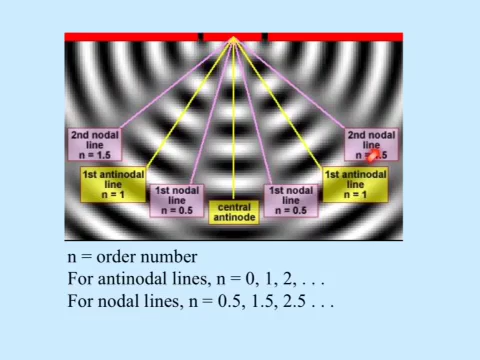 2nd nodal
line
n = 1.5
2nd nodal
line
n = .5
1st antinodal
line
n = 1
1st antinodal
line
n = 1
1st nodal
line
n = 0.5
1st nodal
line
n = 0.5
central
antinode
n = order number
For antinodal lines, n = 0, 1, 2, . . .
For nodal lines, n = 0.5, 1.5, 2.5 . . .